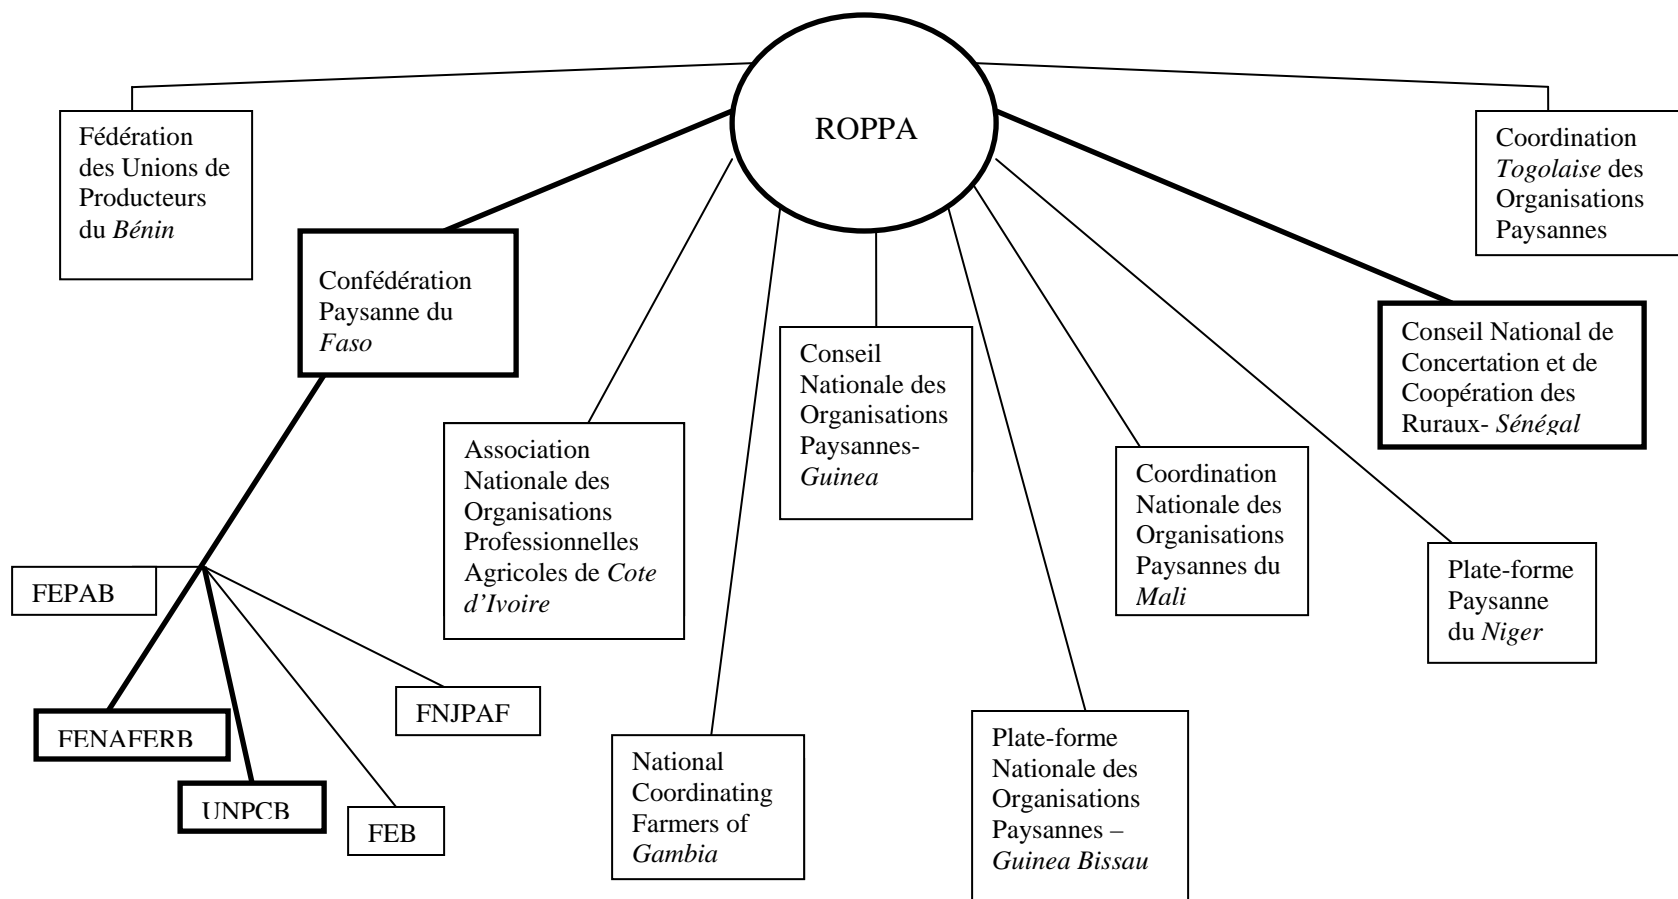 ROPPA
Fédération
des Unions de
Producteurs
du Bénin
Coordination
Togolaise des
Organisations
Paysannes
Confédération
Paysanne du
Faso
Conseil National de
Concertation et de
Coopération des
Ruraux- Sénégal
Conseil
Nationale des
Organisations
Paysannes-
Guinea
Association
Nationale des
Organisations
Professionnelles
Agricoles de Cote
d’Ivoire
Coordination
Nationale des
Organisations
Paysannes du
Mali
Plate-forme
Paysanne
du Niger
FEPAB
FNJPAF
FENAFERB
UNPCB
FEB
National
Coordinating
Farmers of
Gambia
Plate-forme
Nationale des
Organisations
Paysannes –
Guinea Bissau